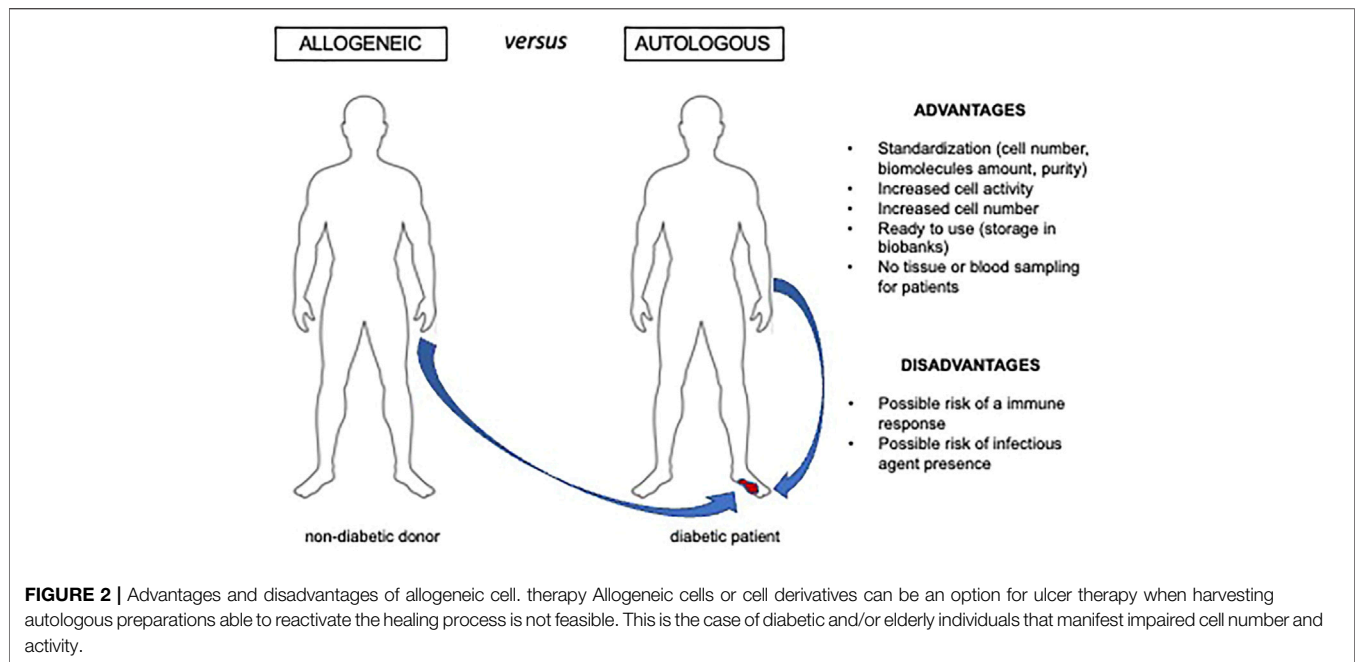 ALLOGENEIC versus AUTOLOGOUS
ADVANTAGES
• Standardization (cell number,
biomolecules amount, purity)
• Increased cell activity
• Increased cell number
• Ready to use (storage in
biobanks)
• No tissue or blood sampling
for patients
DISADVANTAGES
• Possible risk of a immune
response
• Possible risk of infectious
agent presence
non-diabetic donor
diabetic patient
FIGURE 2 | Advantages and disadvantages of allogeneic cell. therapy Allogeneic cells or cell derivatives can be an option for ulcer therapy when harvesting
autologous preparations able to reactivate the healing process is not feasible. This is the case of diabetic and/or elderly individuals that manifest impaired cell number and
activity.